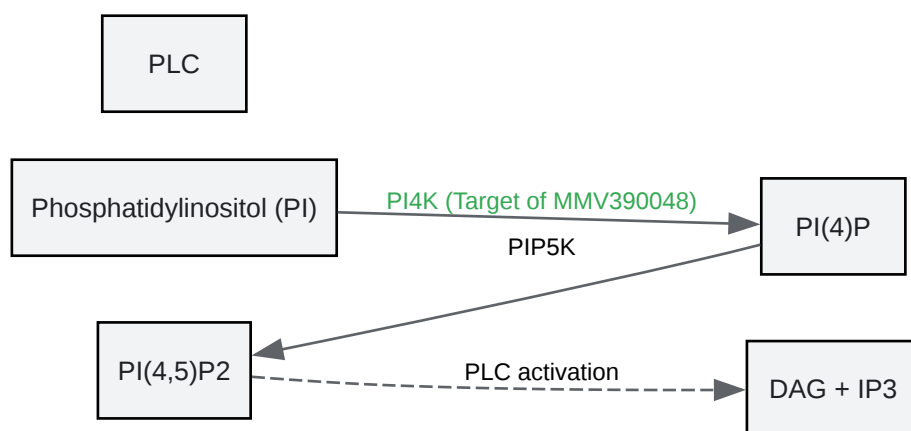 PLC
Phosphatidylinositol (PI)
PI4K (Target of MMV390048)
PI(4)P
PIP5K
PI(4,5)P2
PLC activation
DAG + IP3